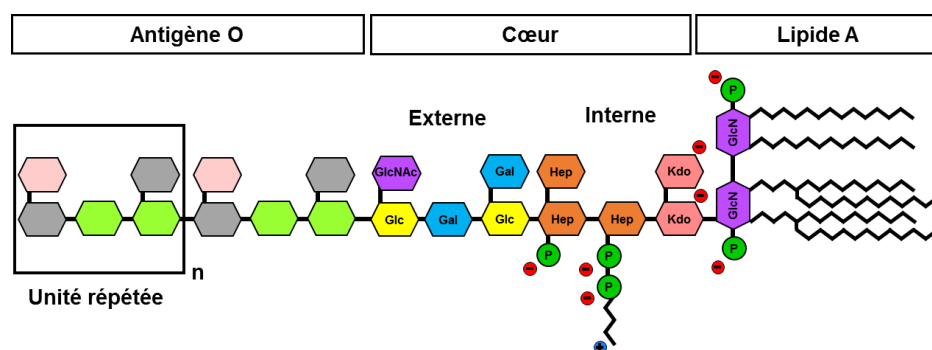 Antigène O
Cœur
Lipide A
Externe
Interne
P
GlcN
GlcNAc
Gal
Hep
Kdo
Glc
Gal
Glc
Hep
Hep
Kdo
GlcN
P
P
P
P
n
Unité répétée